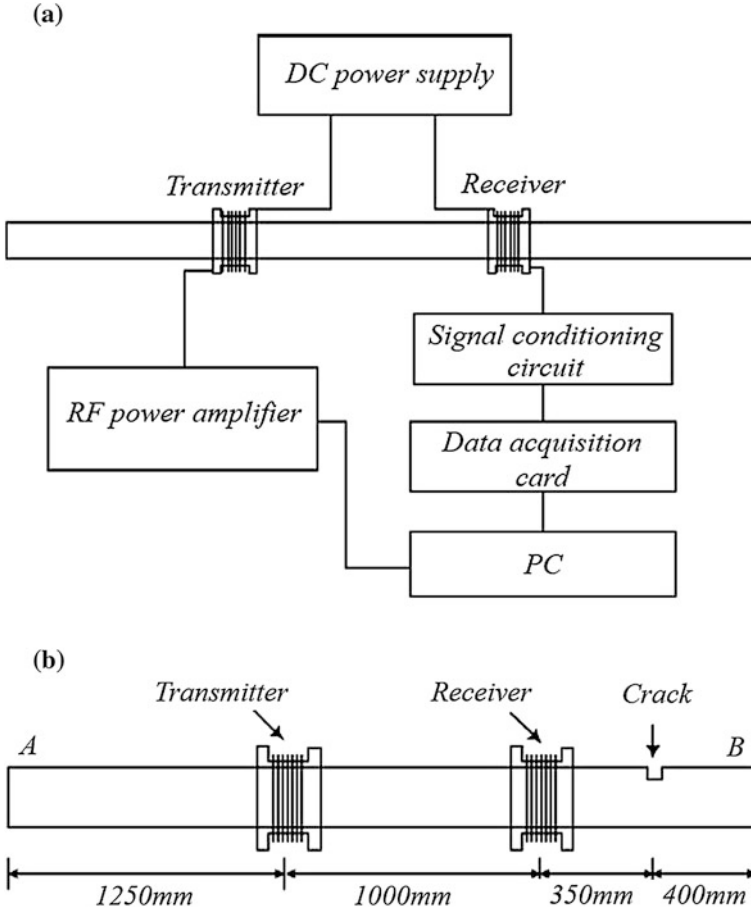 (a)
DC power supply
Transmitter
Receiver
Signal conditioning
circuit
RF power amplifier
Data acquisition
card
PC
(b)
Transmitter
Receiver
Crack
A
B
1250mm
1000mm
350mm
400mm